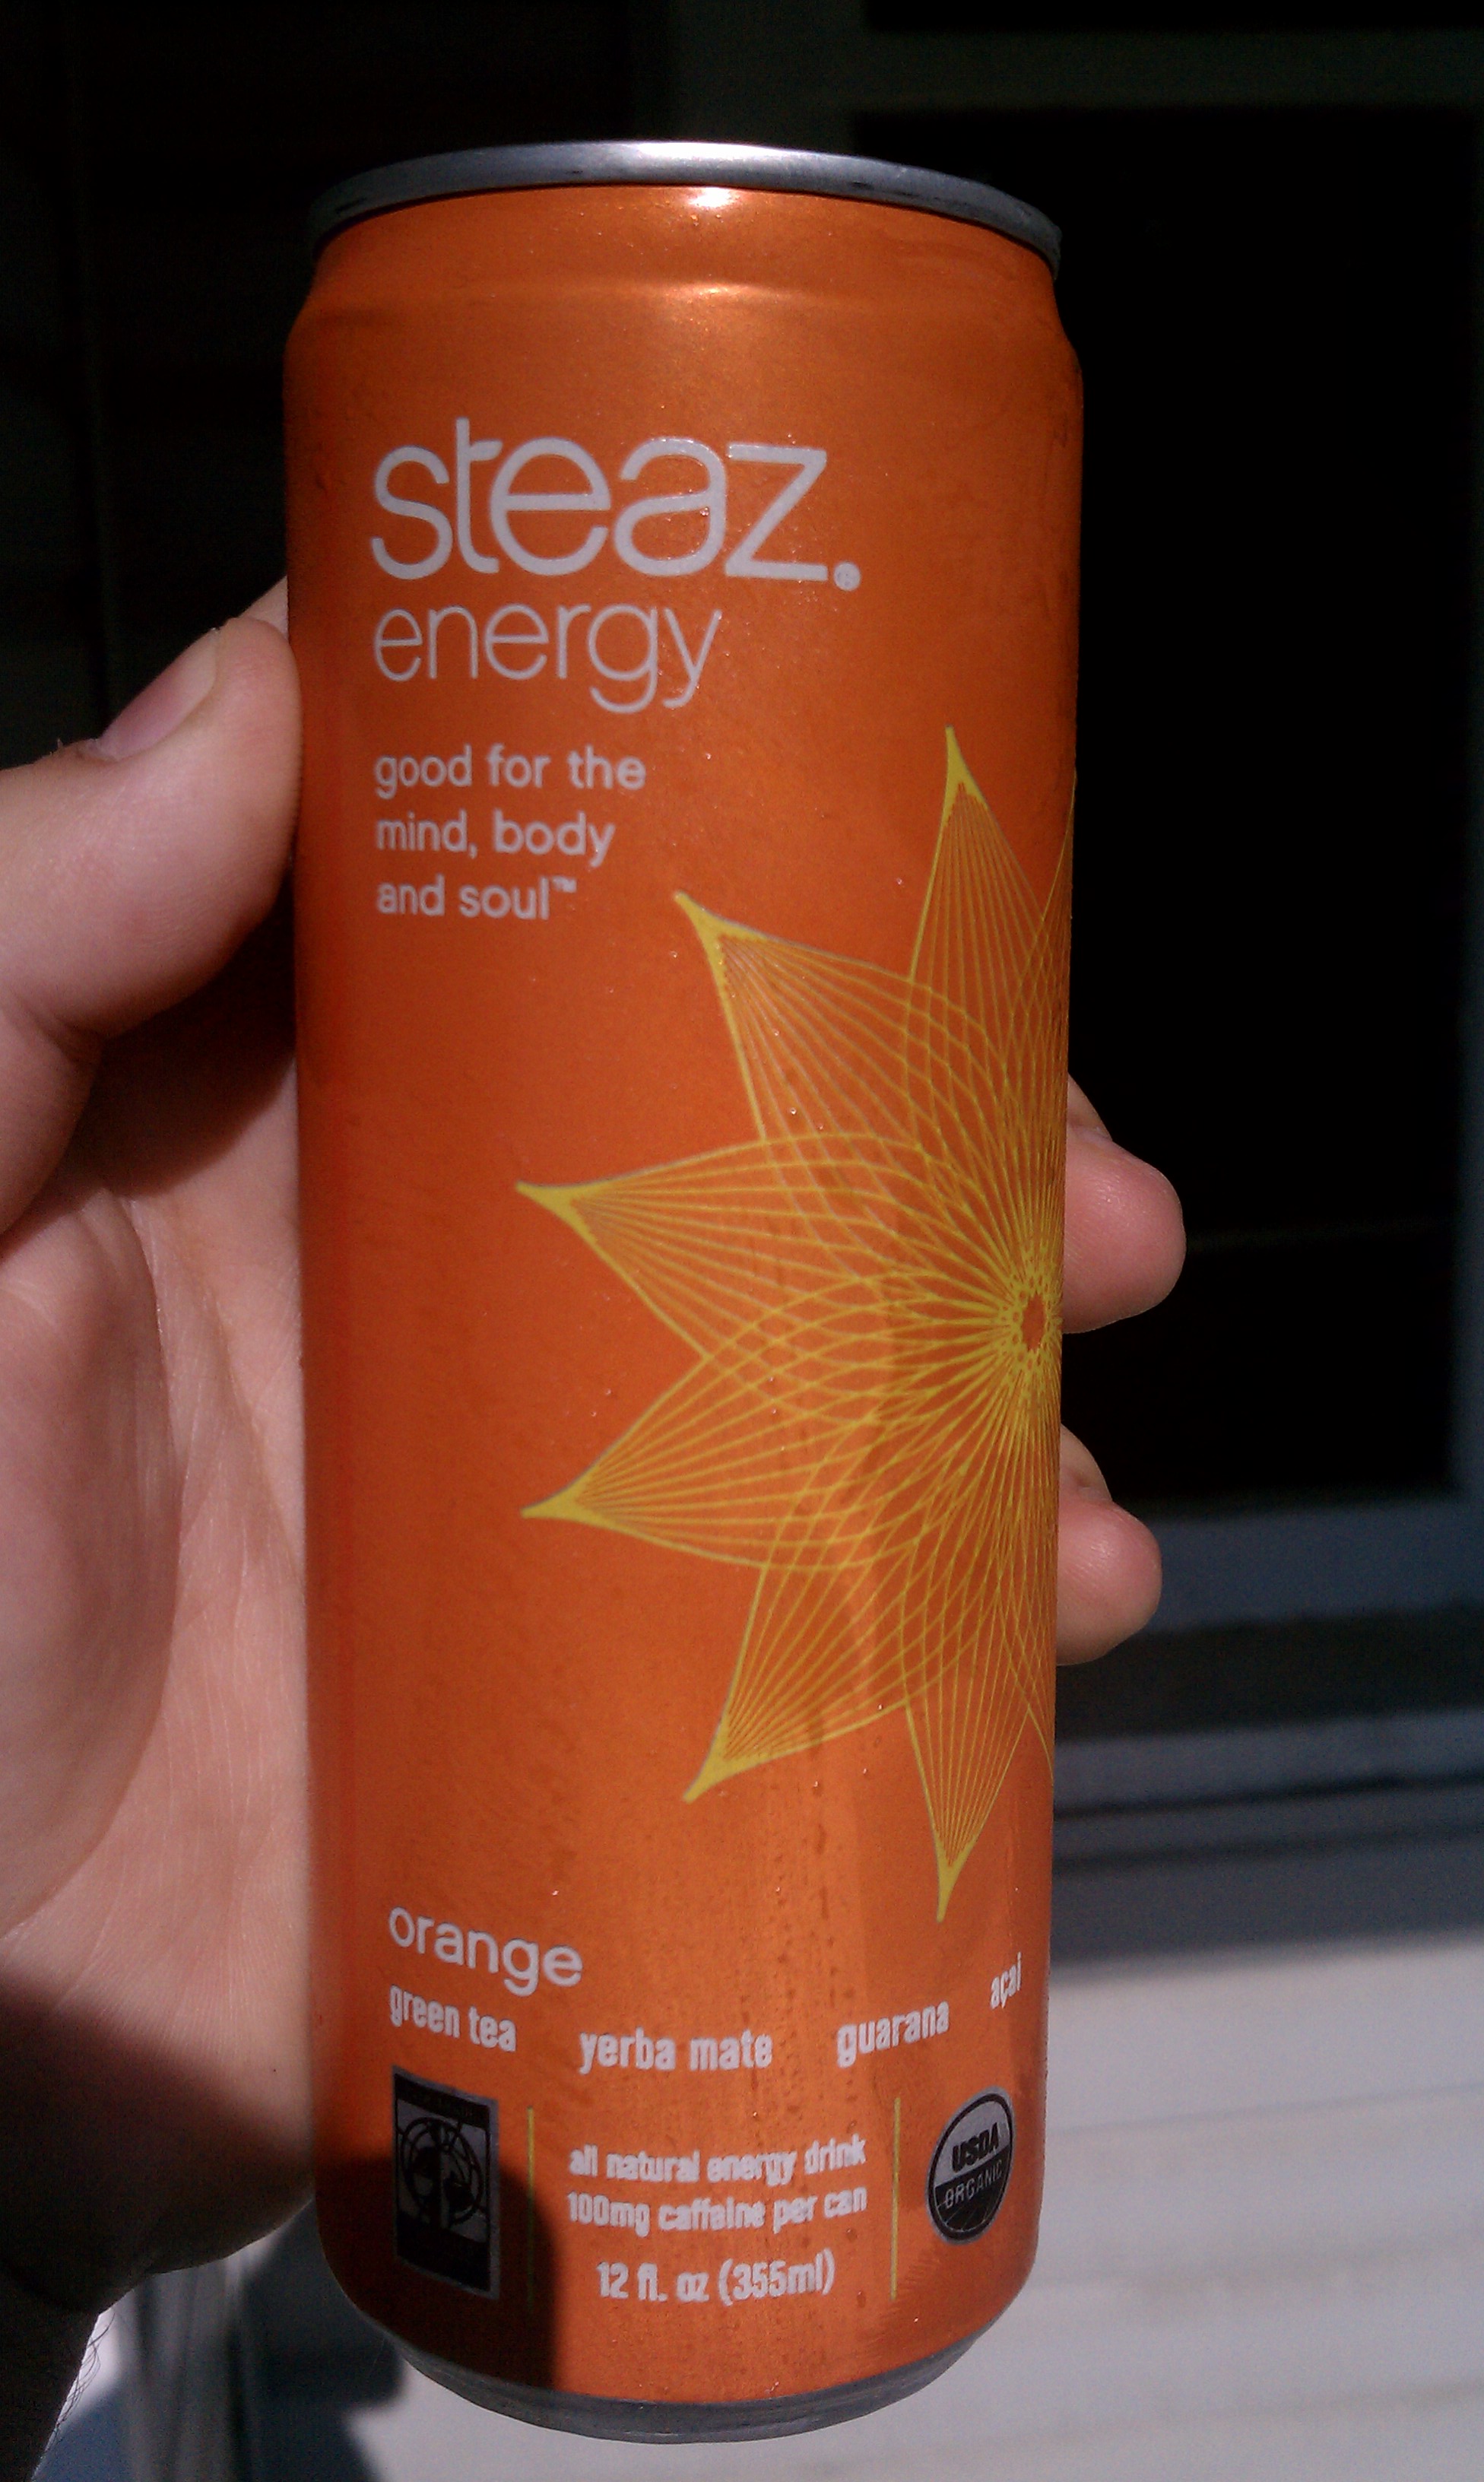 steaz.®
energy
good for the
mind, body
and soul™
orange
green tea yerba mate guarana açai
all natural energy drink
100mg caffeine per can
12 fl. oz (355ml)
USDA
ORGANIC